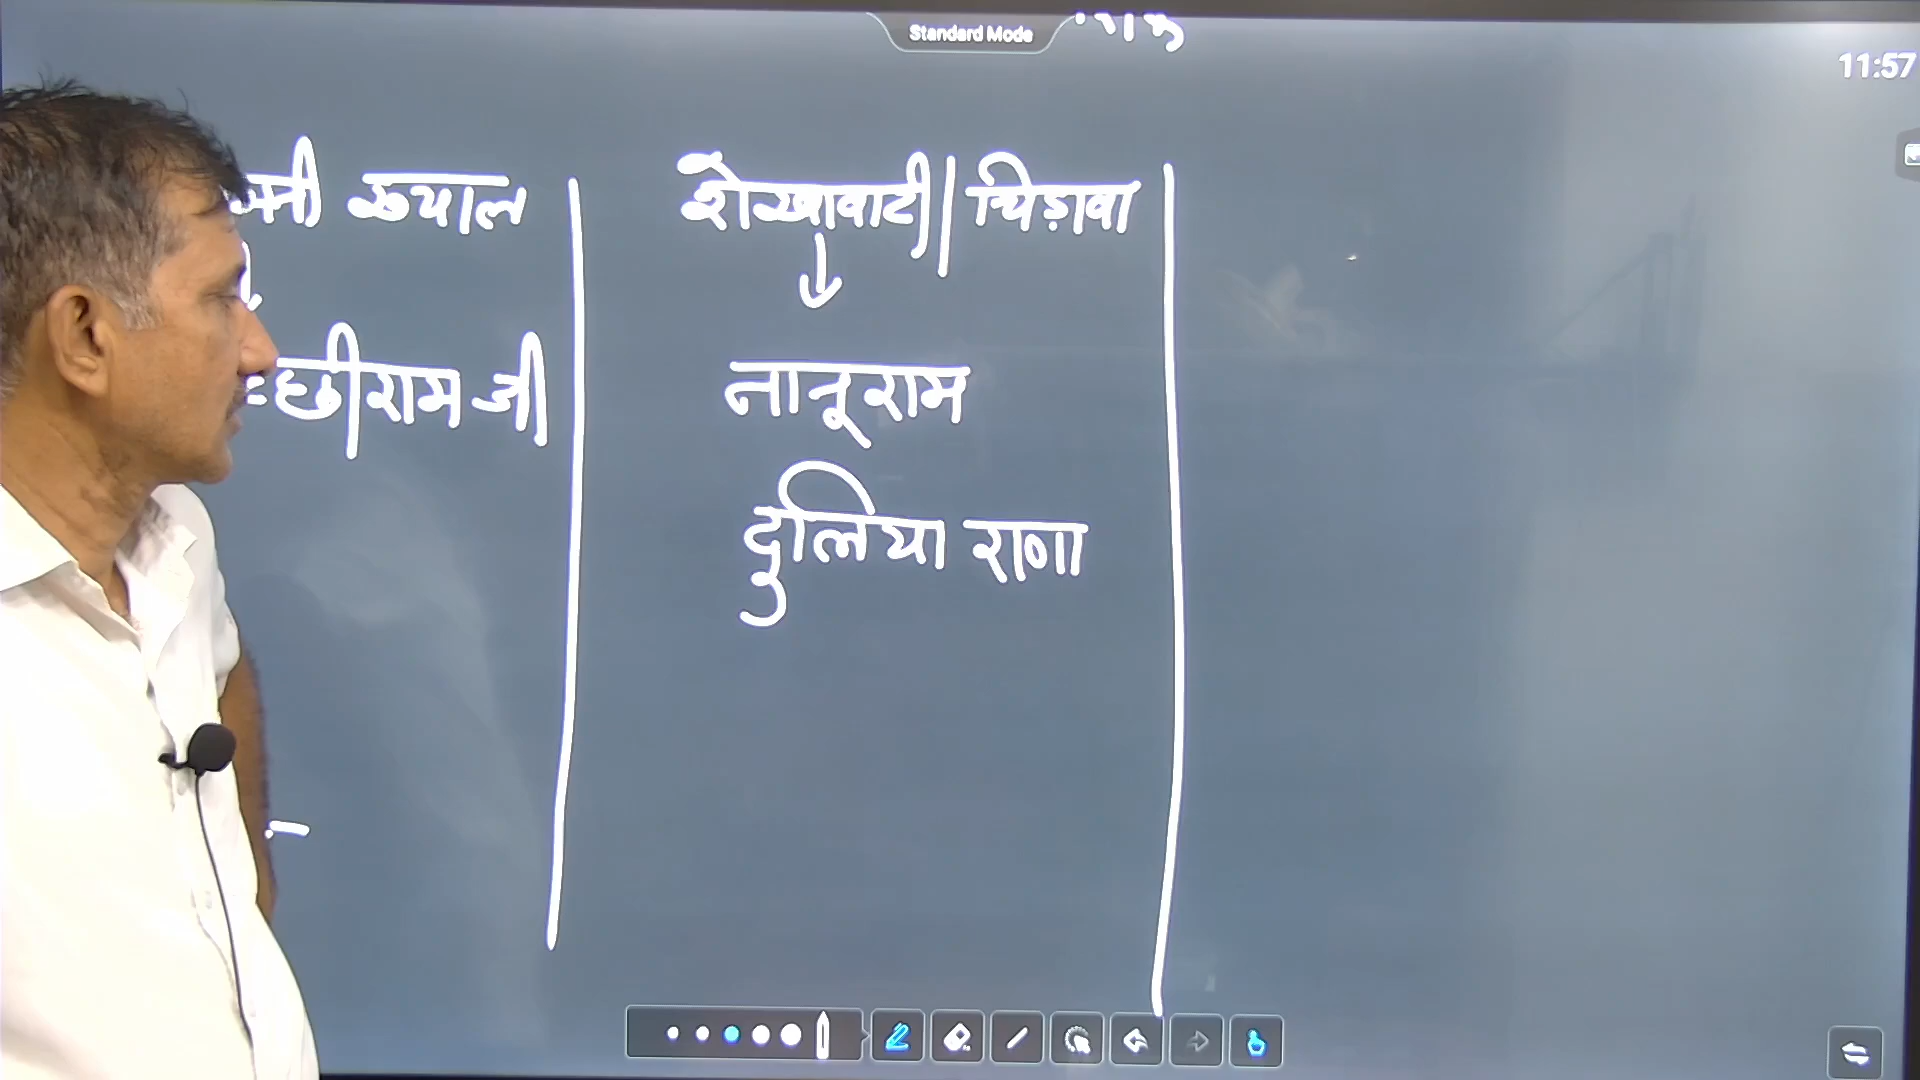 Standard Mode
11:57
ख्याल
शेखावाटी | चिड़ावा
↓
छीराम जी
नानूराम
दुलिया राणा